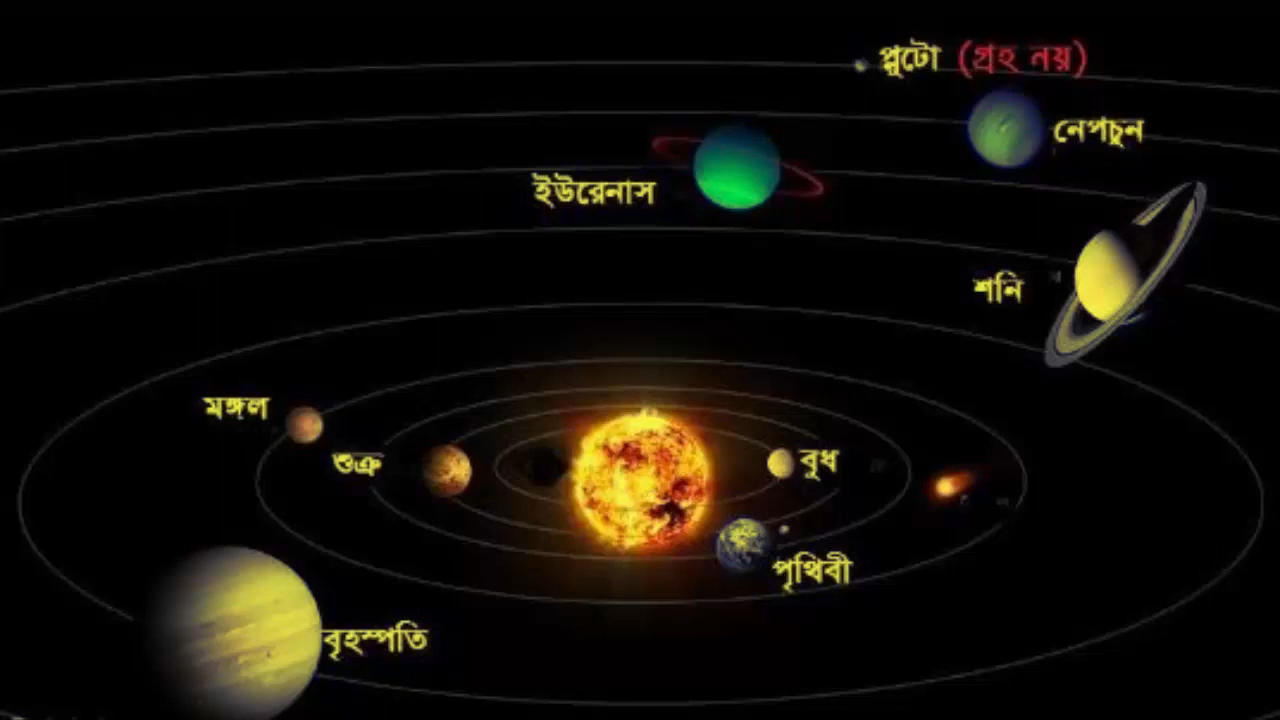 প্লুটো (গ্রহ নয়)
নেপচুন
ইউরেনাস
শনি
মঙ্গল
শুক্র
বুধ
পৃথিবী
বৃহস্পতি